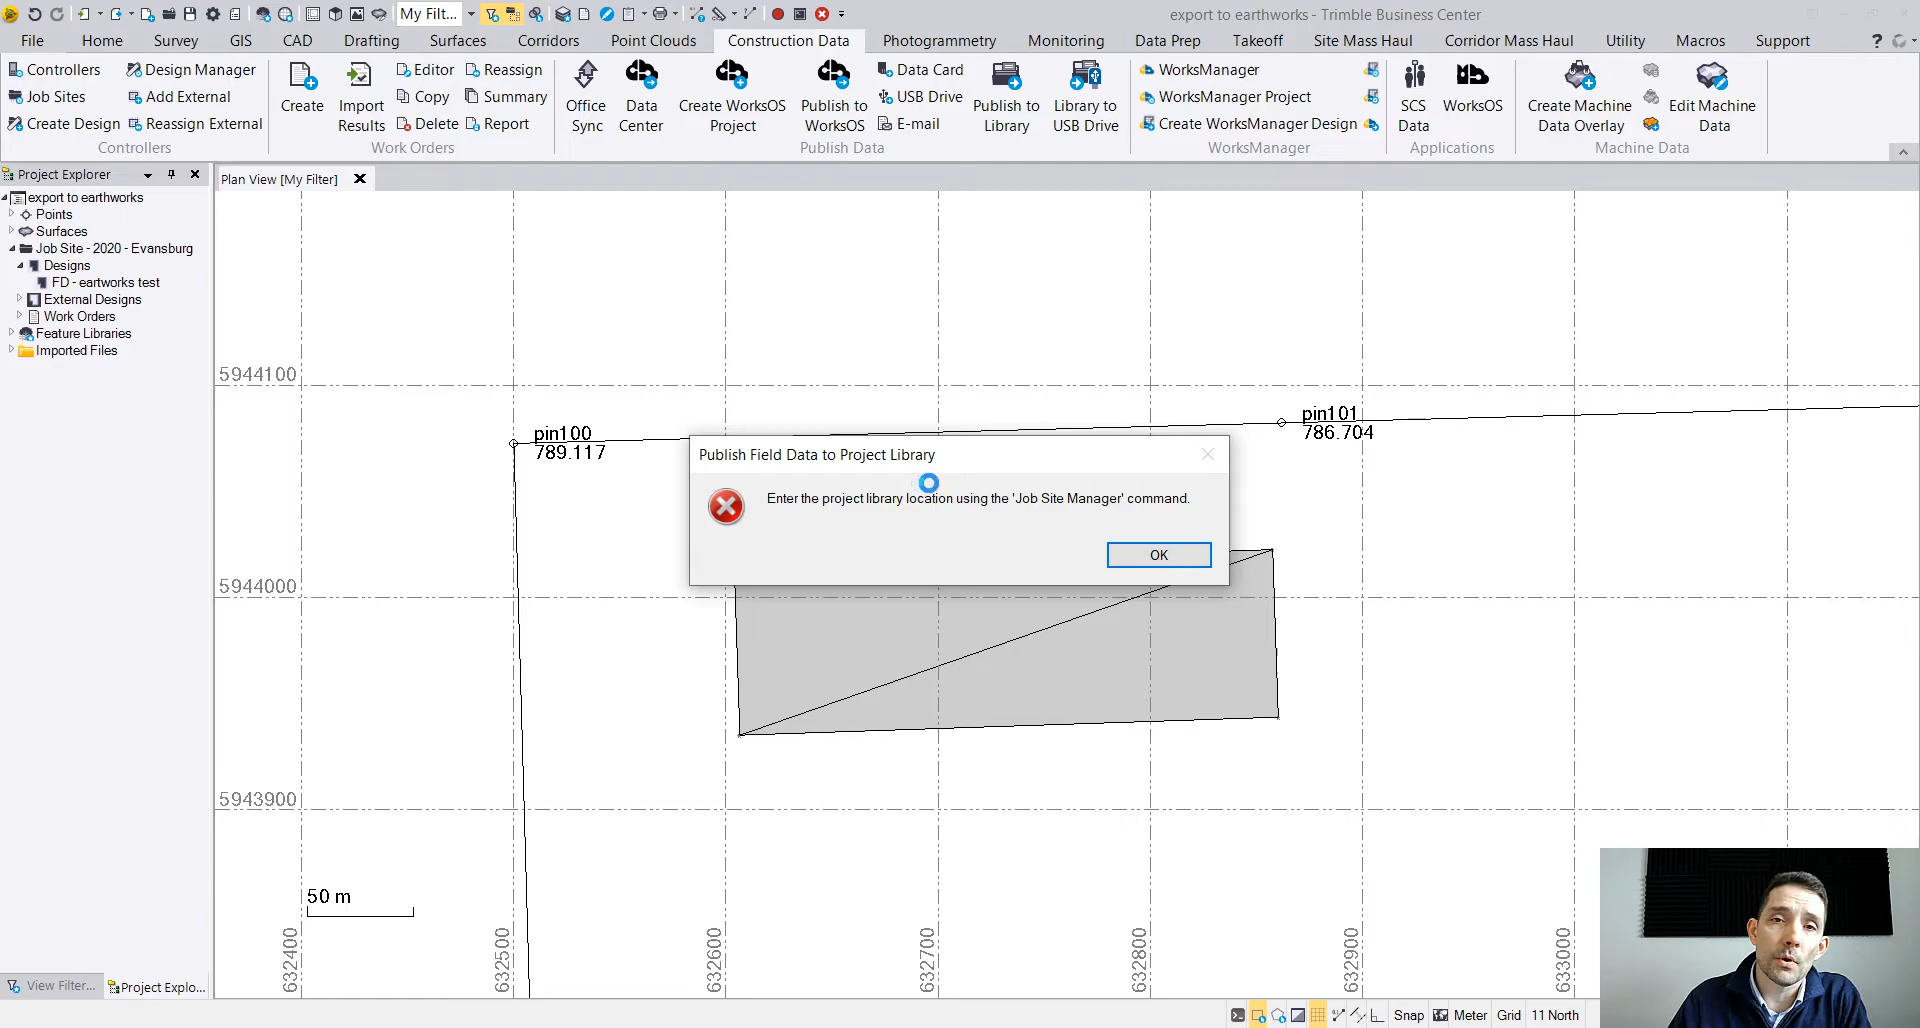 My Filt...
export to earthworks - Trimble Business Center
File Home Survey GIS CAD Drafting Surfaces Corridors Point Clouds Construction Data Photogrammetry Monitoring Data Prep Takeoff Site Mass Haul Corridor Mass Haul Utility Macros Support
Controllers
Job Sites
Create Design
Design Manager
Add External
Reassign External
Controllers
Create
Import
Results
Editor
Copy
Delete
Reassign
Summary
Report
Work Orders
Office
Sync
Data
Center
Create WorksOS
Project
Publish to
WorksOS
Data Card
USB Drive
E-mail
Publish to
Library
Library to
USB Drive
Publish Data
WorksManager
WorksManager Project
Create WorksManager Design
WorksManager
SCS
Data
WorksOS
Applications
Create Machine
Data Overlay
Edit Machine
Data
Machine Data
Project Explorer
export to earthworks
Points
Surfaces
Job Site - 2020 - Evansburg
Designs
FD - eartworks test
External Designs
Work Orders
Feature Libraries
Imported Files
View Filter...
Project Explo...
Plan View [My Filter]
5944100
5944000
5943900
pin100
789.117
pin101
786.704
Publish Field Data to Project Library
Enter the project library location using the 'Job Site Manager' command.
OK
50 m
632400
632500
632600
632700
632800
632900
633000
Snap
Meter
Grid
11 North